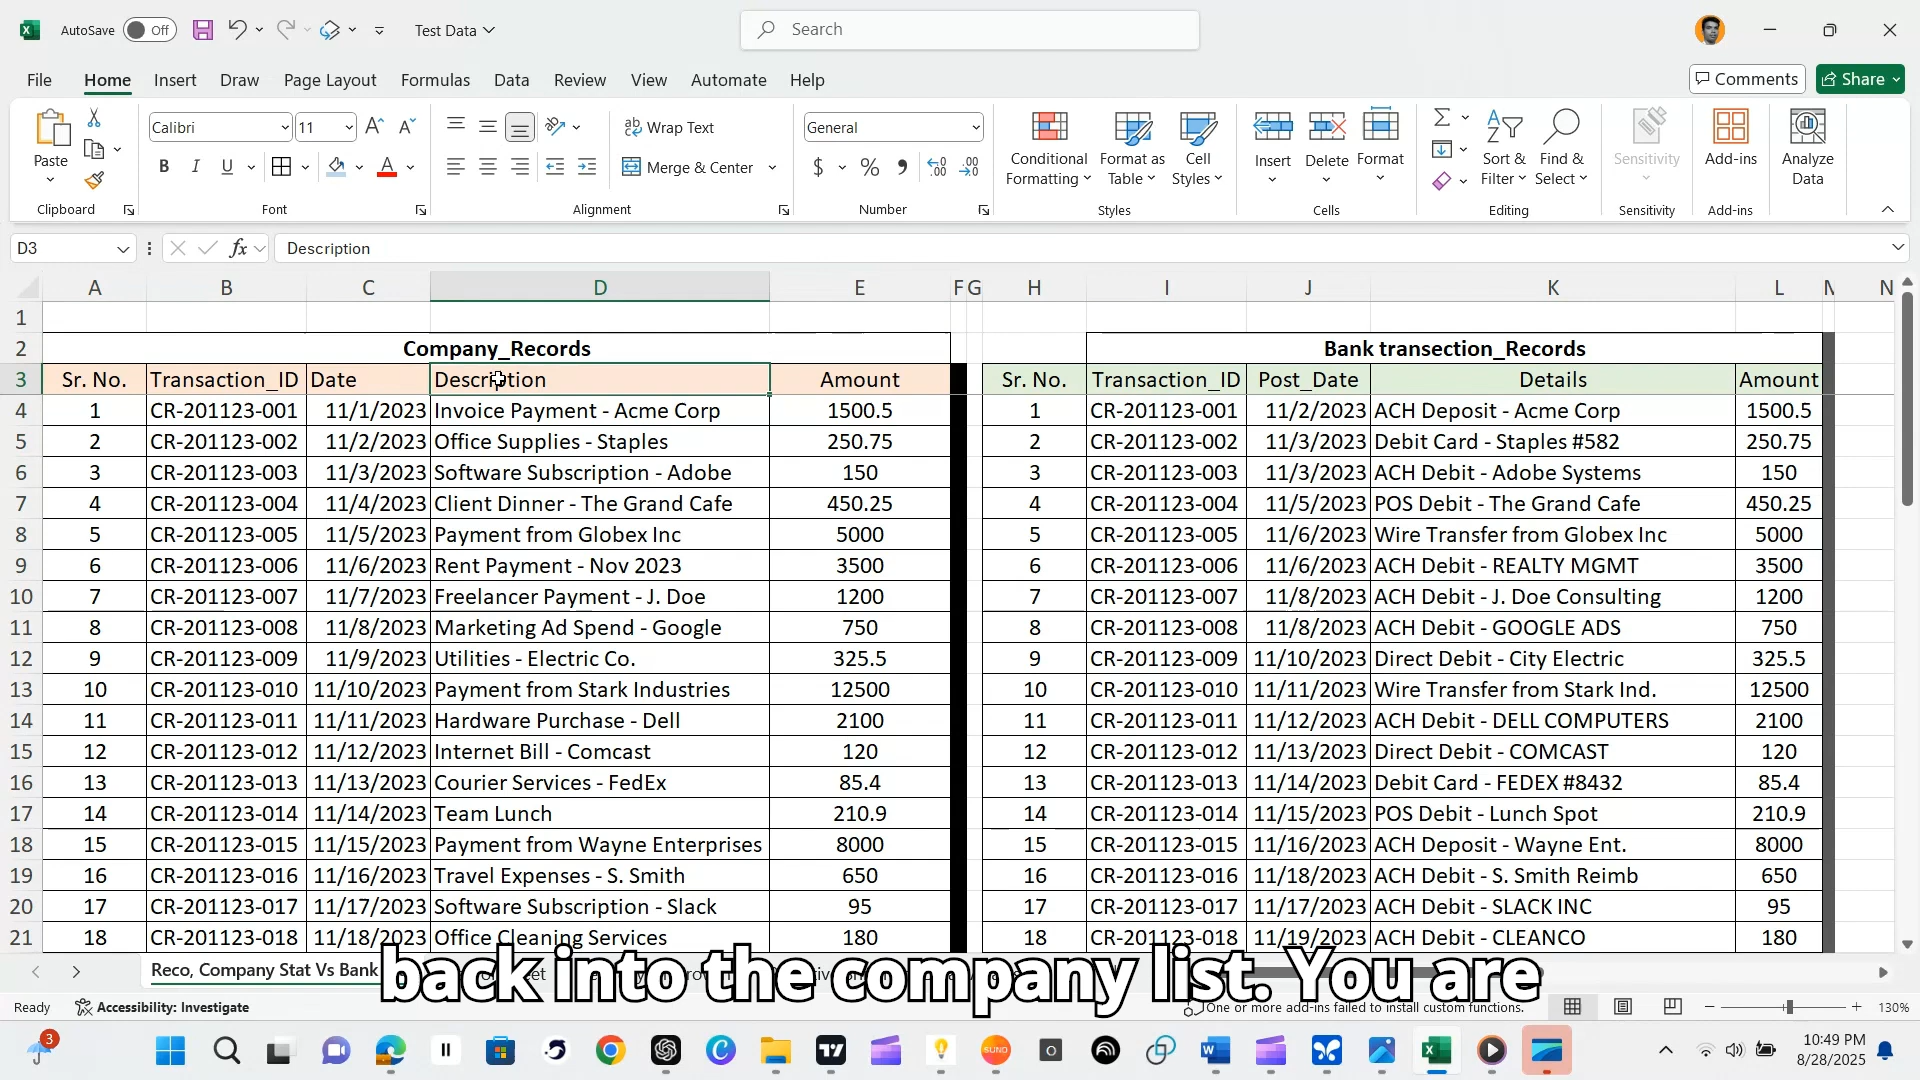 AutoSave Off Test Data Search
File Home Insert Draw Page Layout Formulas Data Review View Automate Help Comments Share
Calibri 11 Wrap Text General
Paste Merge & Center $ % Conditional Formatting Format as Table Cell Styles Insert Delete Format Sort & Filter Find & Select Sensitivity Add-ins Analyze Data
B I U A
Clipboard Font Alignment Number Styles Cells Editing Sensitivity Add-ins
D3 fx Description
A B C D E F G H I J K L M N
1
2 Company_Records Bank transection_Records
3 Sr. No. Transaction_ID Date Description Amount Sr. No. Transaction_ID Post_Date Details Amount
4 1 CR-201123-001 11/1/2023 Invoice Payment - Acme Corp 1500.5 1 CR-201123-001 11/2/2023 ACH Deposit - Acme Corp 1500.5
5 2 CR-201123-002 11/2/2023 Office Supplies - Staples 250.75 2 CR-201123-002 11/3/2023 Debit Card - Staples #582 250.75
6 3 CR-201123-003 11/3/2023 Software Subscription - Adobe 150 3 CR-201123-003 11/3/2023 ACH Debit - Adobe Systems 150
7 4 CR-201123-004 11/4/2023 Client Dinner - The Grand Cafe 450.25 4 CR-201123-004 11/5/2023 POS Debit - The Grand Cafe 450.25
8 5 CR-201123-005 11/5/2023 Payment from Globex Inc 5000 5 CR-201123-005 11/6/2023 Wire Transfer from Globex Inc 5000
9 6 CR-201123-006 11/6/2023 Rent Payment - Nov 2023 3500 6 CR-201123-006 11/6/2023 ACH Debit - REALTY MGMT 3500
10 7 CR-201123-007 11/7/2023 Freelancer Payment - J. Doe 1200 7 CR-201123-007 11/8/2023 ACH Debit - J. Doe Consulting 1200
11 8 CR-201123-008 11/8/2023 Marketing Ad Spend - Google 750 8 CR-201123-008 11/8/2023 ACH Debit - GOOGLE ADS 750
12 9 CR-201123-009 11/9/2023 Utilities - Electric Co. 325.5 9 CR-201123-009 11/10/2023 Direct Debit - City Electric 325.5
13 10 CR-201123-010 11/10/2023 Payment from Stark Industries 12500 10 CR-201123-010 11/11/2023 Wire Transfer from Stark Ind. 12500
14 11 CR-201123-011 11/11/2023 Hardware Purchase - Dell 2100 11 CR-201123-011 11/12/2023 ACH Debit - DELL COMPUTERS 2100
15 12 CR-201123-012 11/12/2023 Internet Bill - Comcast 120 12 CR-201123-012 11/13/2023 Direct Debit - COMCAST 120
16 13 CR-201123-013 11/13/2023 Courier Services - FedEx 85.4 13 CR-201123-013 11/14/2023 Debit Card - FEDEX #8432 85.4
17 14 CR-201123-014 11/14/2023 Team Lunch 210.9 14 CR-201123-014 11/15/2023 POS Debit - Lunch Spot 210.9
18 15 CR-201123-015 11/15/2023 Payment from Wayne Enterprises 8000 15 CR-201123-015 11/16/2023 ACH Deposit - Wayne Ent. 8000
19 16 CR-201123-016 11/16/2023 Travel Expenses - S. Smith 650 16 CR-201123-016 11/18/2023 ACH Debit - S. Smith Reimb 650
20 17 CR-201123-017 11/17/2023 Software Subscription - Slack 95 17 CR-201123-017 11/17/2023 ACH Debit - SLACK INC 95
21 18 CR-201123-018 11/18/2023 Office Cleaning Services 180 18 CR-201123-018 11/19/2023 ACH Debit - CLEANCO 180
Reco, Company Stat Vs Bank
back into the company list. You are
Ready Accessibility: Investigate One or more add-ins failed to install custom functions. 130%
3 SUNO 10:49 PM
8/28/2025